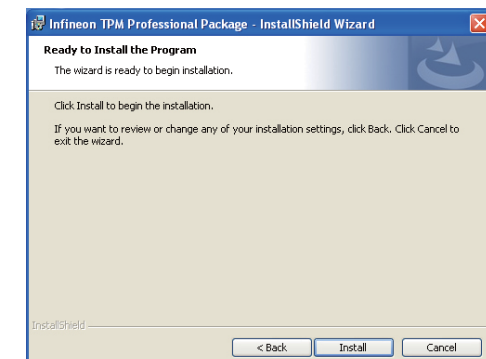 Infineon TPM Professional Package - InstallShield Wizard
Ready to Install the Program
The wizard is ready to begin installation.
Click Install to begin the installation.
If you want to review or change any of your installation settings, click Back. Click Cancel to
exit the wizard.
InstallShield
< Back Install Cancel